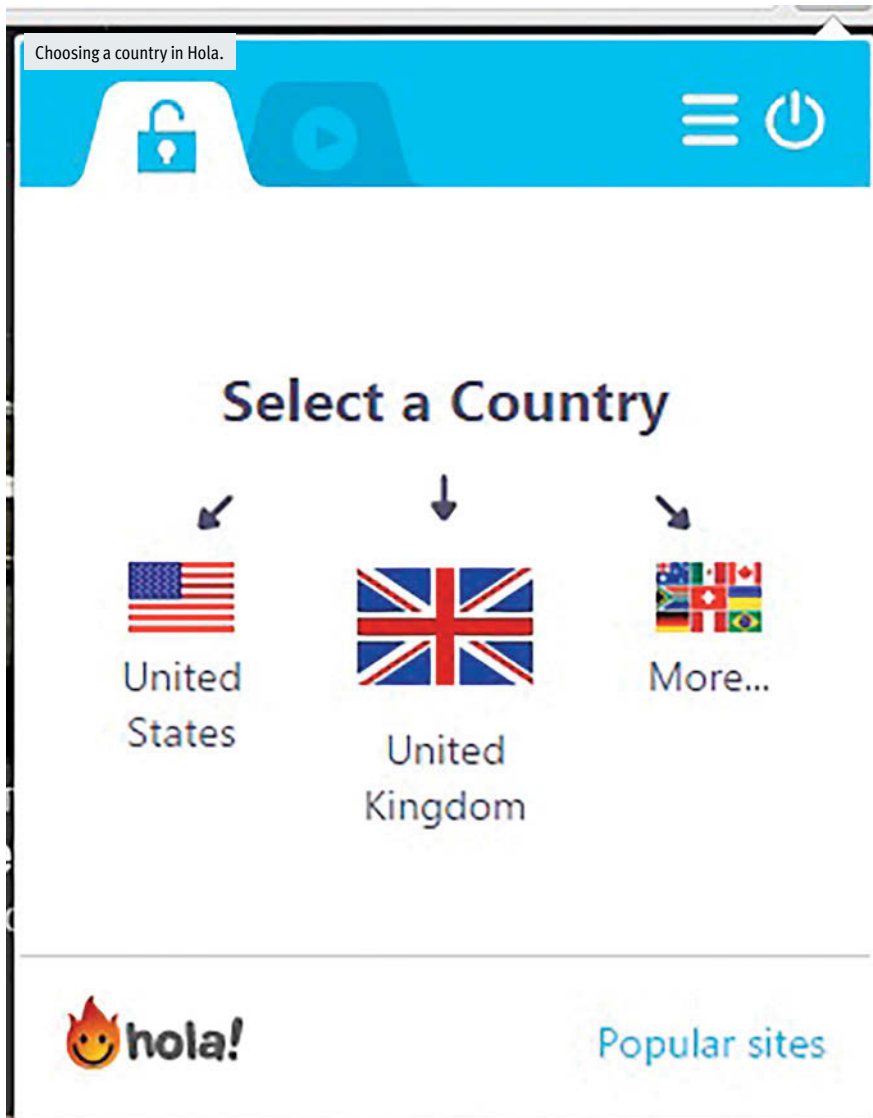 Choosing a country in Hola.
Select a Country
United
States
United
Kingdom
More...
hola!
Popular sites